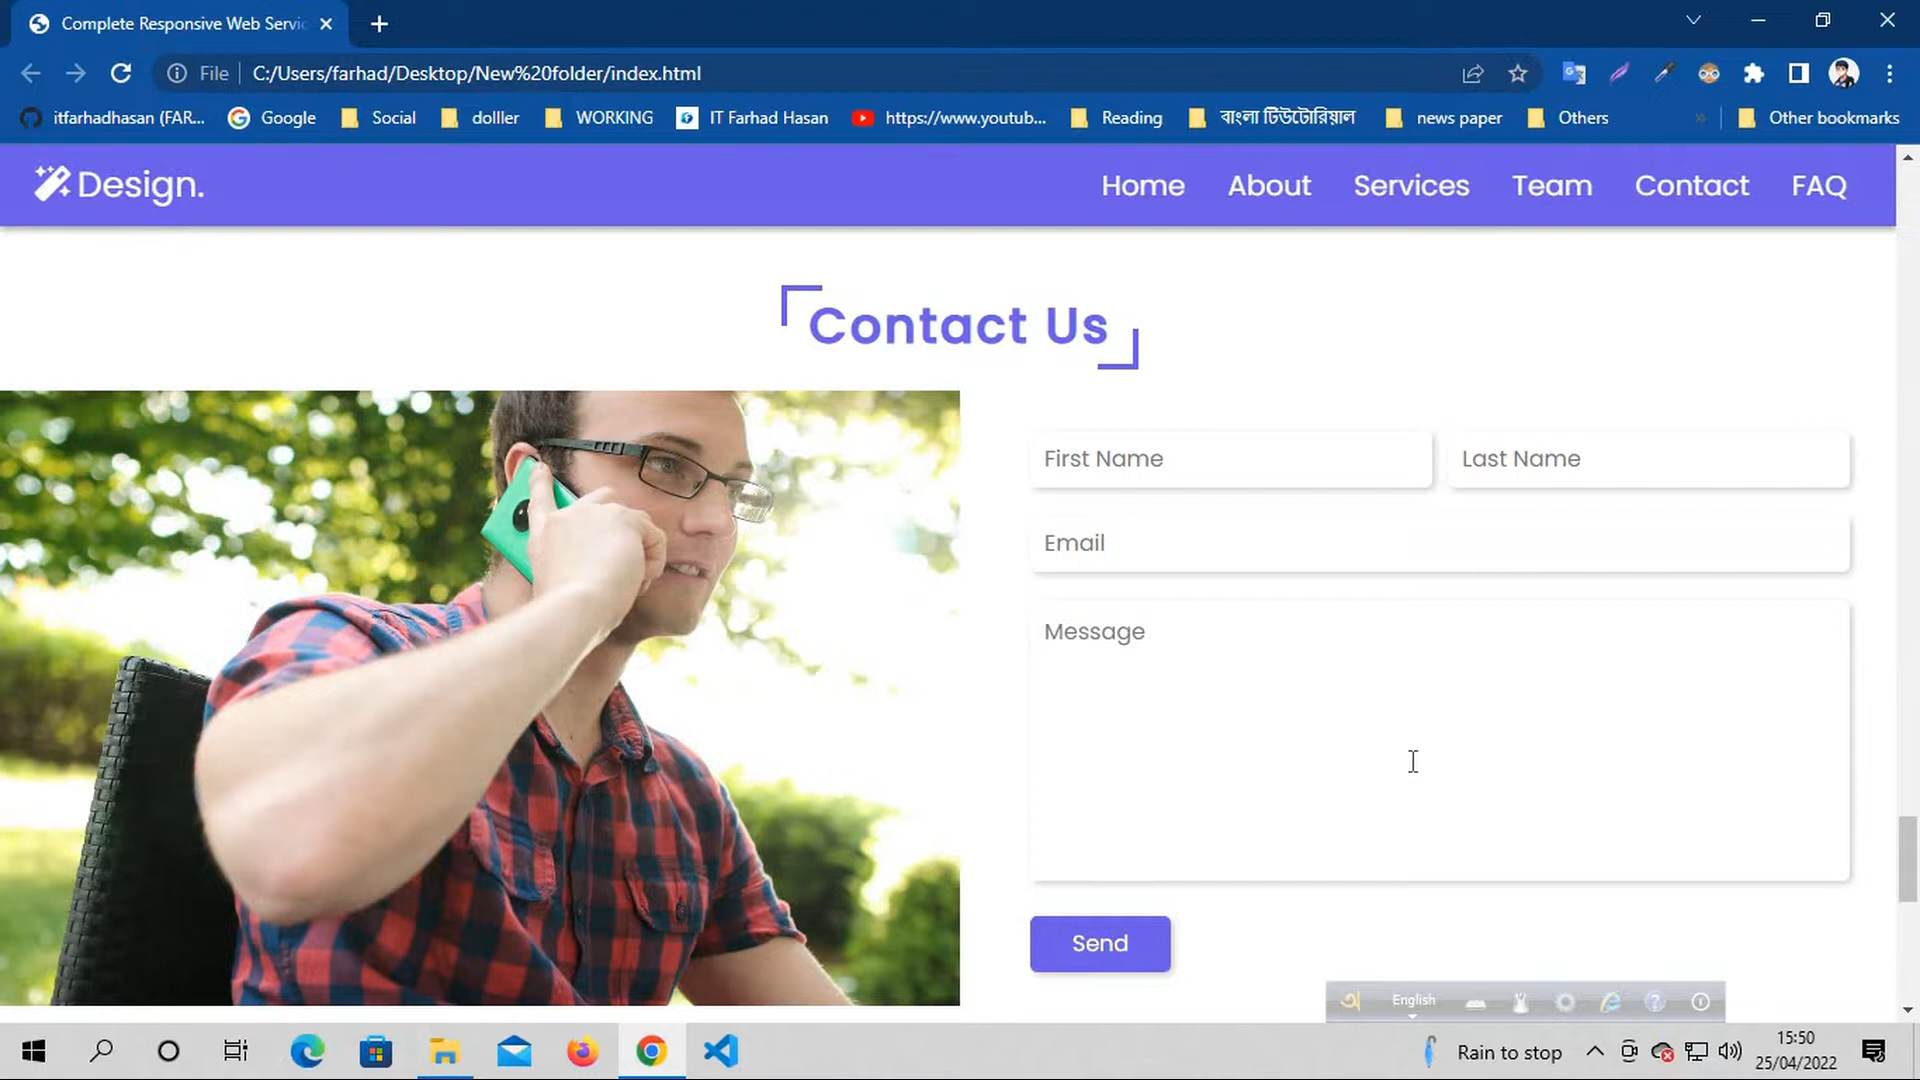 Complete Responsive Web Servic
File
C:/Users/farhad/Desktop/New%20folder/index.html
itfarhadhasan (FAR...
Google
Social
dolller
WORKING
IT Farhad Hasan
https://www.youtub...
Reading
বাংলা টিউটোরিয়াল
news paper
Others
Other bookmarks
Design.
Home
About
Services
Team
Contact
FAQ
Contact Us
First Name
Last Name
Email
Message
Send
English
Rain to stop
15:50
25/04/2022